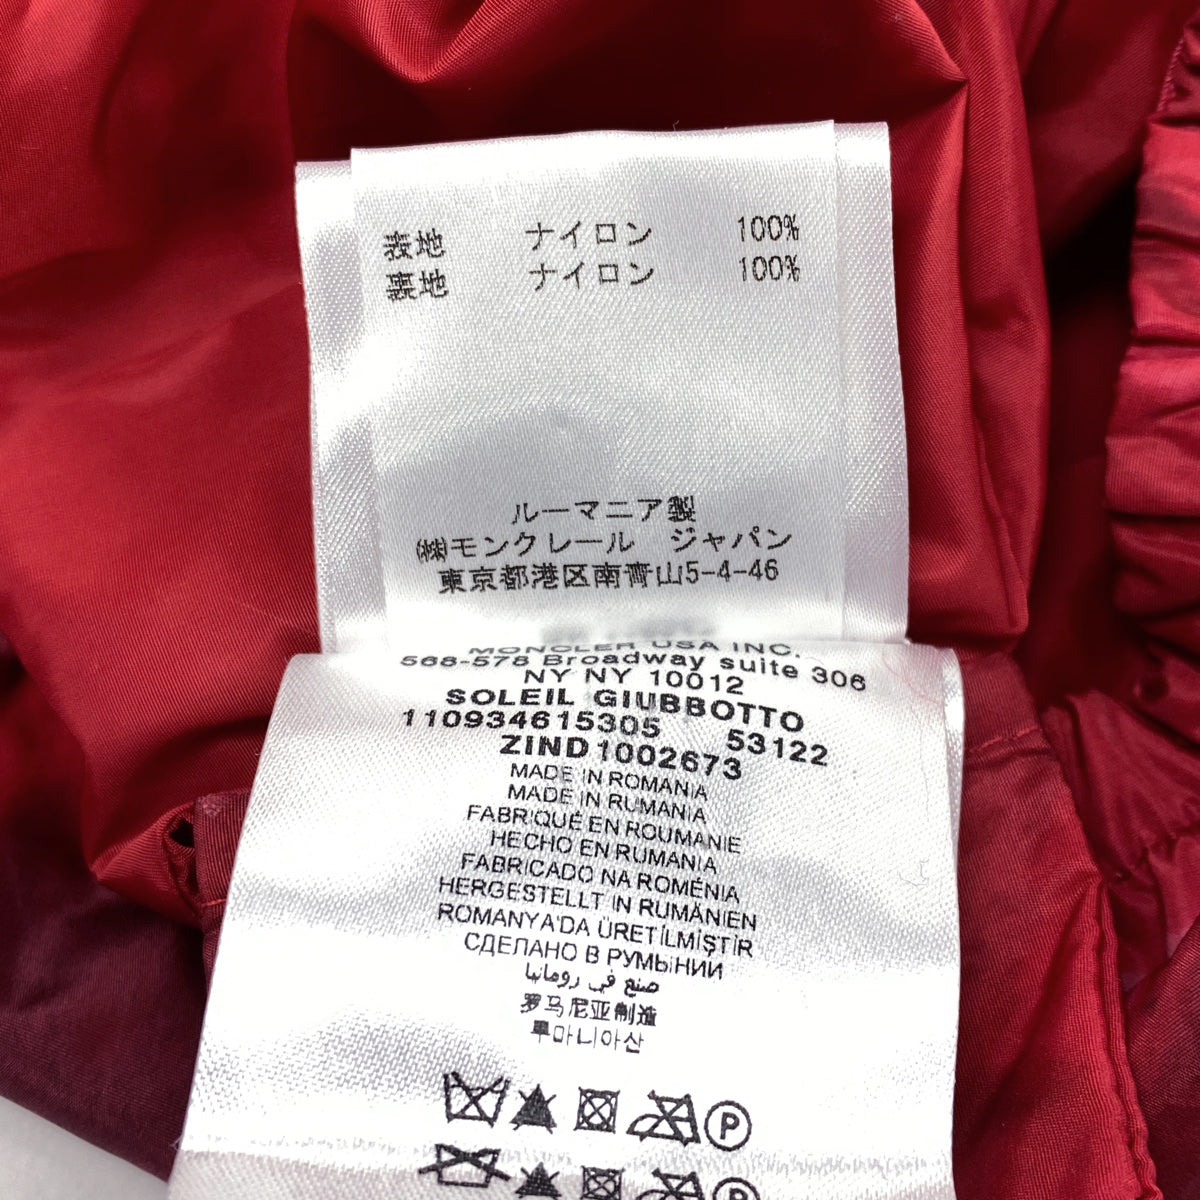 表地 ナイロン 100%
裏地 ナイロン 100%
ルーマニア製
㈱モンクレール ジャパン
東京都港区南青山5-4-46
MONCLER USA INC.
568-578 Broadway suite 306
NY NY 10012
SOLEIL GIUBBOTTO
110934615305 53122
ZIND1002673
MADE IN ROMANIA
MADE IN RUMANIA
FABRIQUÉ EN ROUMANIE
HECHO EN RUMANIA
FABRICADO NA ROMÉNIA
HERGESTELLT IN RUMÄNIEN
ROMANYA'DA ÜRETİLMİŞTİR
СДЕЛАНО В РУМЫНИИ
صنع في رومانيا
罗马尼亚制造
루마니아산
P
P